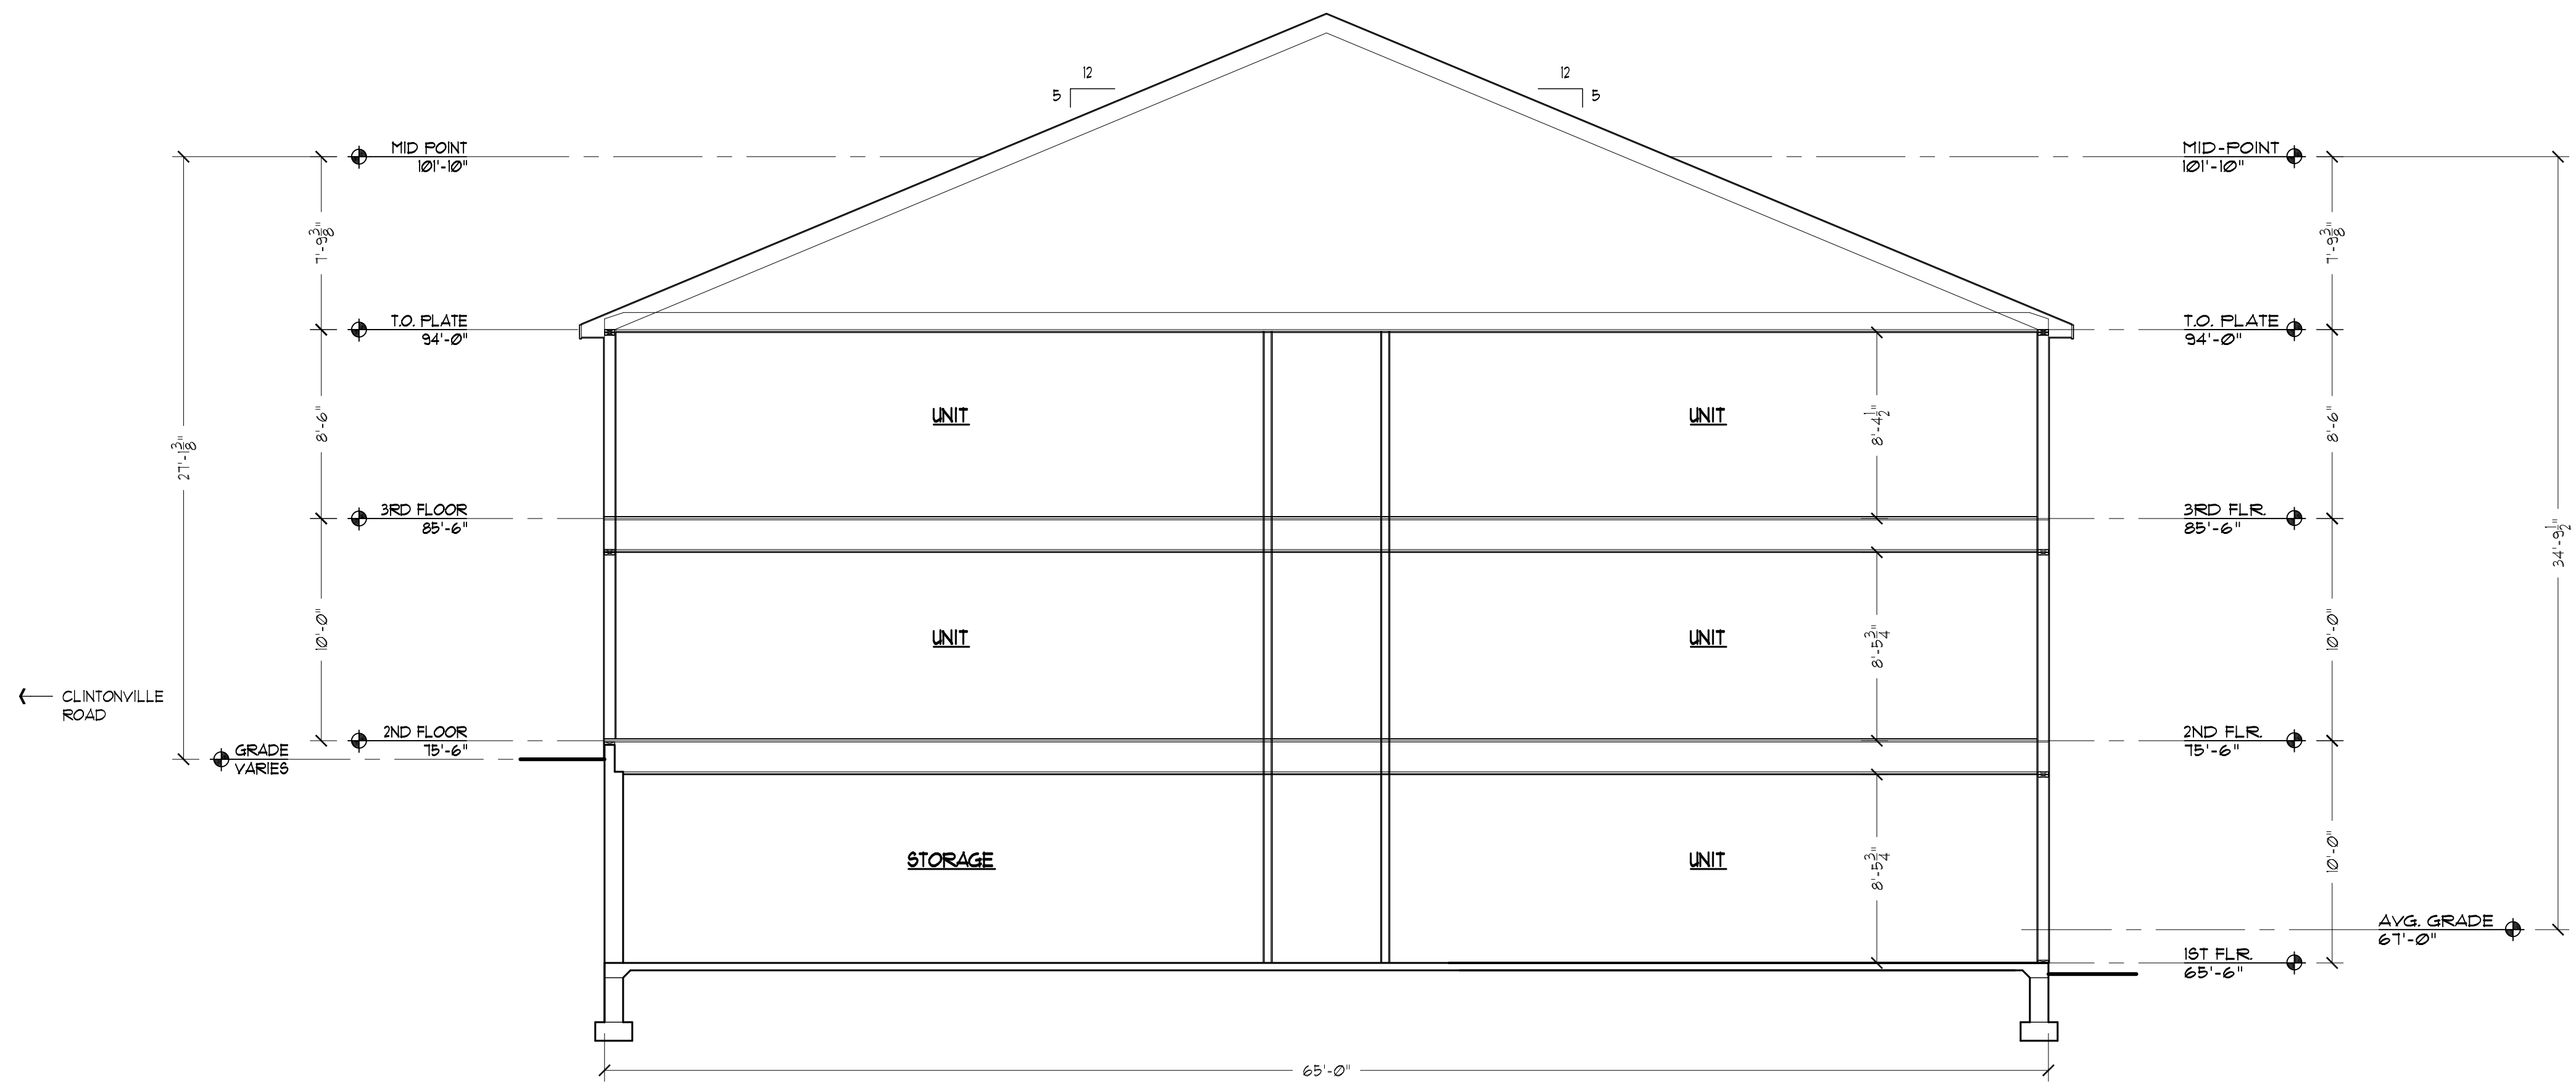 12
5
12
5
MID POINT
101'-10"
MID-POINT
101'-10"
7'-9 3/8"
7'-9 3/8"
T.O. PLATE
94'-0"
T.O. PLATE
94'-0"
UNIT
UNIT
8'-4 1/2"
8'-6"
8'-6"
27'-1 3/8"
3RD FLOOR
85'-6"
3RD FLR.
85'-6"
34'-9 1/2"
UNIT
UNIT
8'-5 3/4"
10'-0"
10'-0"
CLINTONVILLE
ROAD
2ND FLOOR
75'-6"
2ND FLR.
75'-6"
GRADE
VARIES
STORAGE
UNIT
8'-5 3/4"
10'-0"
AVG. GRADE
67'-0"
1ST FLR.
65'-6"
65'-0"